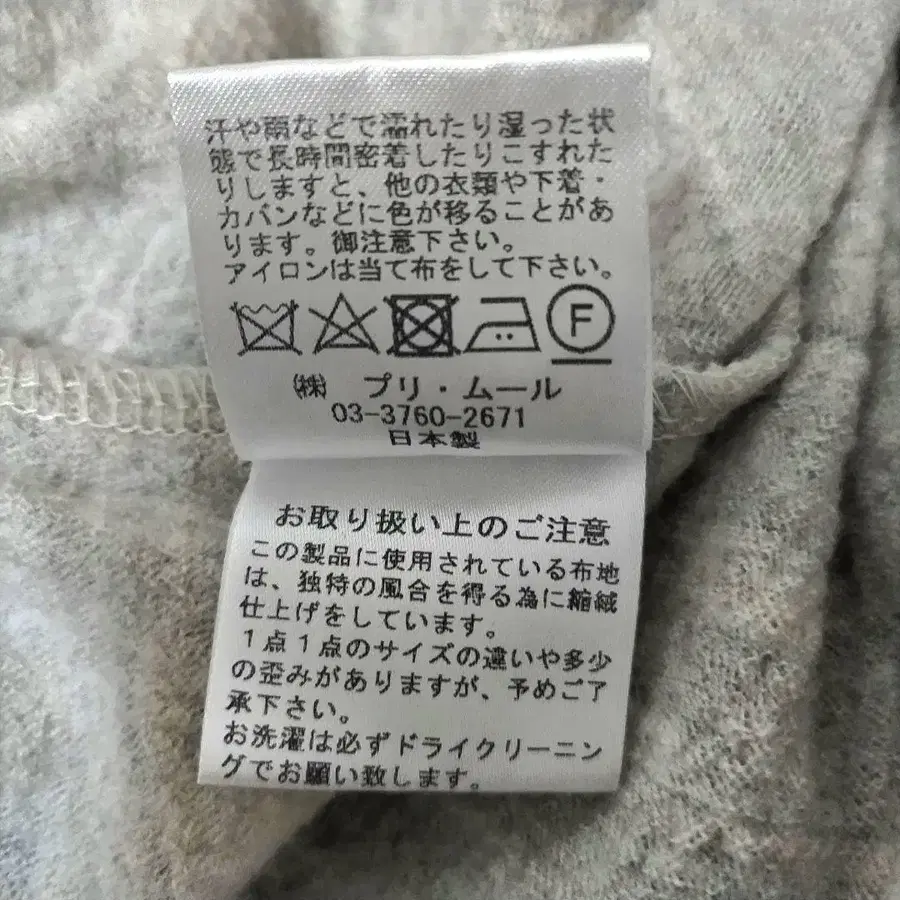 汗や雨などで濡れたり湿った状
態で長時間密着したりこすれた
りしますと、他の衣類や下着・
カバンなどに色が移ることがあ
ります。御注意下さい。
アイロンは当て布をして下さい。
F
㈱ プリ・ムール
03-3760-2671
日本製
お取り扱い上のご注意
この製品に使用されている布地
は、独特の風合を得る為に縮絨
仕上げをしています。
1点1点のサイズの違いや多少
の歪みがありますが、予めご了
承下さい。
お洗濯は必ずドライクリーニン
グでお願い致します。